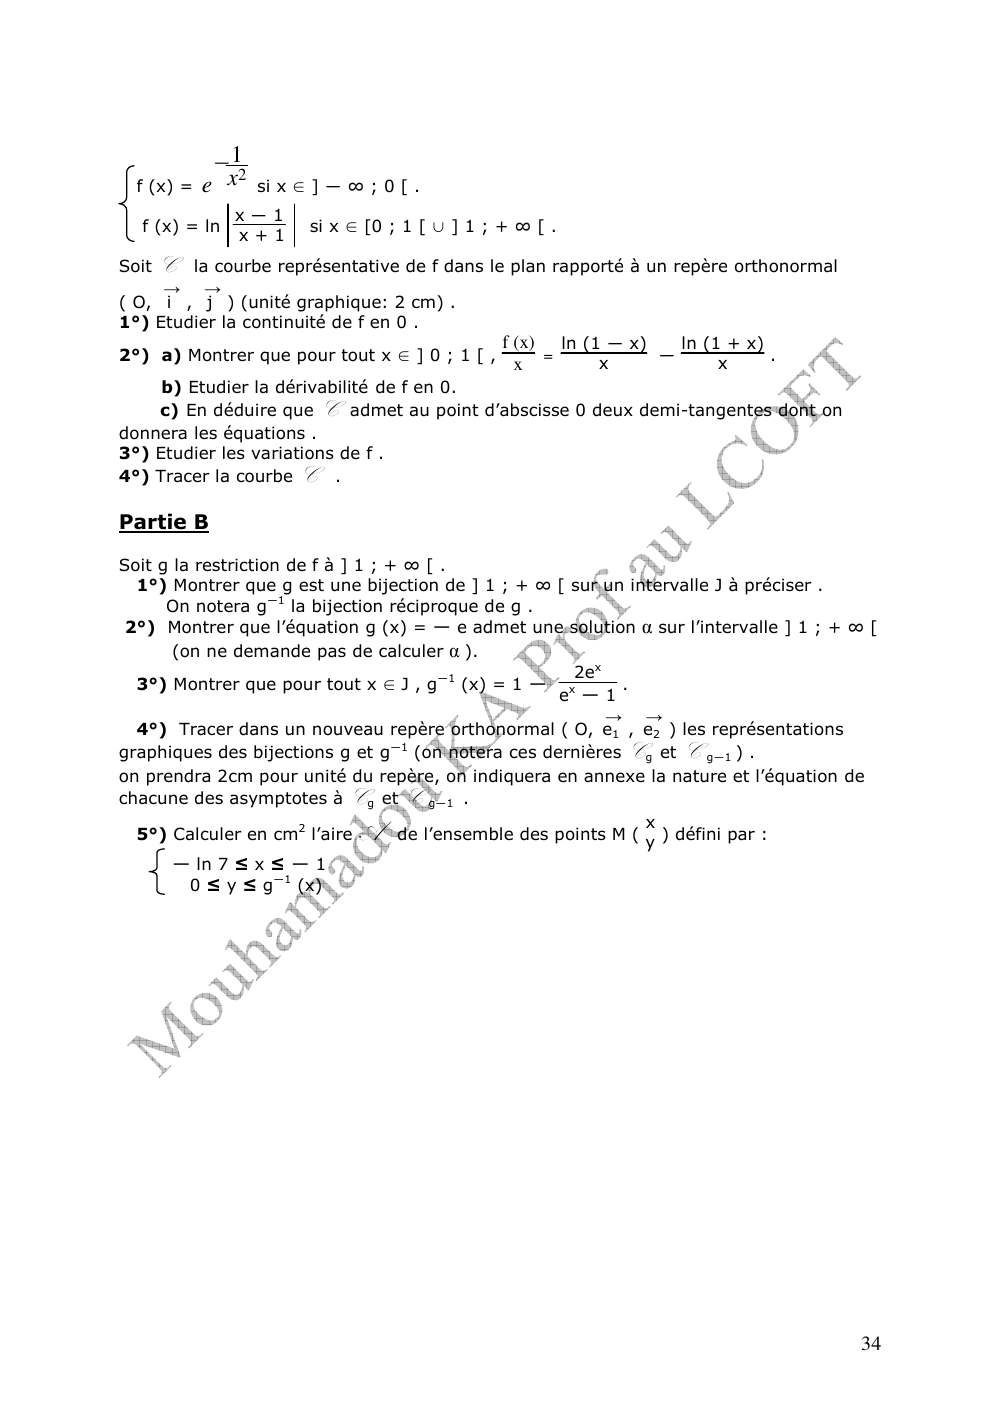 f (x) = e^{−1/x²} si x ∈ ] — ∞ ; 0 [ .
f (x) = ln | (x — 1)/(x + 1) | si x ∈ [0 ; 1 [ ∪ ] 1 ; + ∞ [ .
Soit 𝒞 la courbe représentative de f dans le plan rapporté à un repère orthonormal
( O, i→ , j→ ) (unité graphique: 2 cm) .
1°) Etudier la continuité de f en 0 .
2°) a) Montrer que pour tout x ∈ ] 0 ; 1 [ , f (x)/x = ln (1 — x)/x — ln (1 + x)/x .
b) Etudier la dérivabilité de f en 0.
c) En déduire que 𝒞 admet au point d’abscisse 0 deux demi-tangentes dont on
donnera les équations .
3°) Etudier les variations de f .
4°) Tracer la courbe 𝒞 .
Partie B
Soit g la restriction de f à ] 1 ; + ∞ [ .
1°) Montrer que g est une bijection de ] 1 ; + ∞ [ sur un intervalle J à préciser .
On notera g⁻¹ la bijection réciproque de g .
2°) Montrer que l’équation g (x) = — e admet une solution α sur l’intervalle ] 1 ; + ∞ [
(on ne demande pas de calculer α ).
3°) Montrer que pour tout x ∈ J , g⁻¹ (x) = 1 — 2eˣ/(eˣ — 1) .
4°) Tracer dans un nouveau repère orthonormal ( O, e₁→ , e₂→ ) les représentations
graphiques des bijections g et g⁻¹ (on notera ces dernières 𝒞g et 𝒞g—1 ) .
on prendra 2cm pour unité du repère, on indiquera en annexe la nature et l’équation de
chacune des asymptotes à 𝒞g et 𝒞g—1 .
5°) Calculer en cm² l’aire 𝒜 de l’ensemble des points M ( x y ) défini par :
— ln 7 ≤ x ≤ — 1
0 ≤ y ≤ g⁻¹ (x)
Mouhamadou KA Prof au LCOFT
34